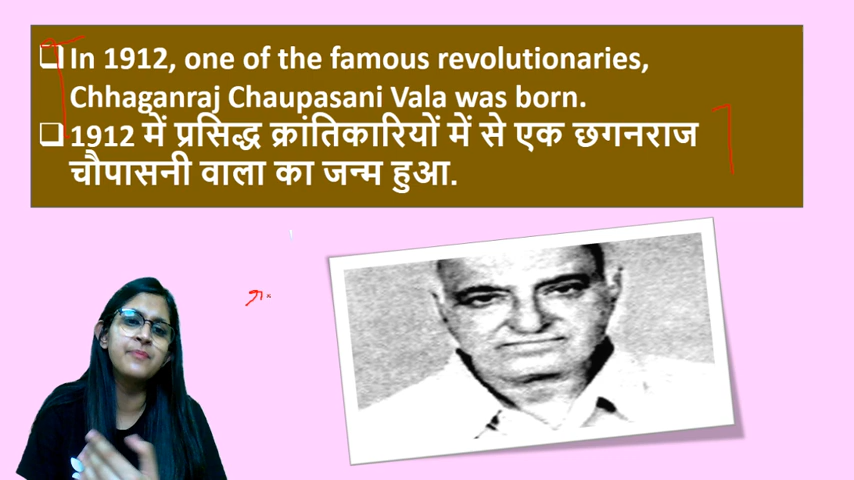 In 1912, one of the famous revolutionaries,
Chhaganraj Chaupasani Vala was born.
1912 में प्रसिद्ध क्रांतिकारियों में से एक छगनराज
चौपासनी वाला का जन्म हुआ.